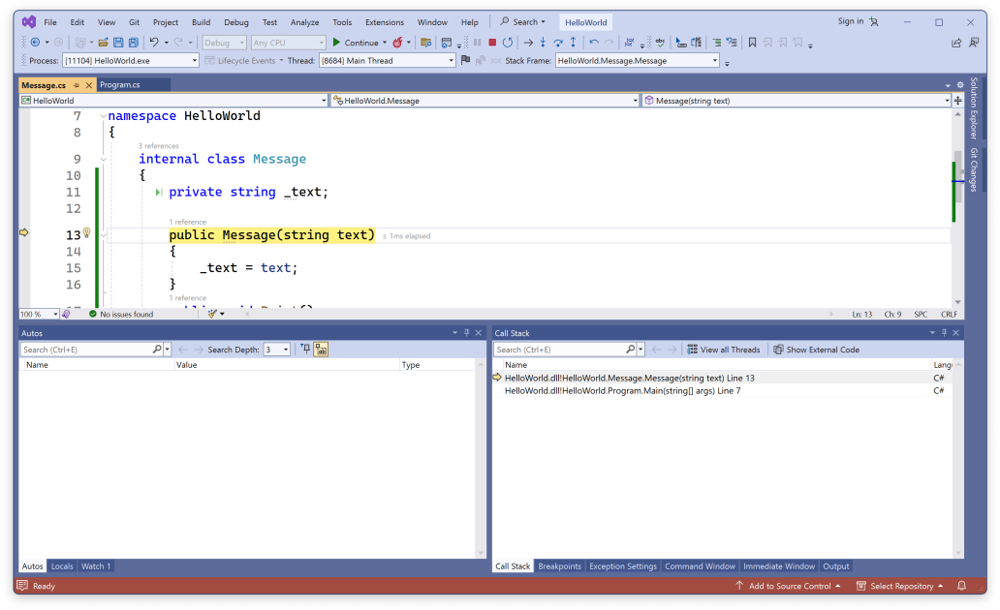 File Edit View Git Project Build Debug Test Analyze Tools Extensions Window Help Search HelloWorld Sign in
Debug Any CPU Continue
Process: [11104] HelloWorld.exe Lifecycle Events Thread: [8684] Main Thread Stack Frame: HelloWorld.Message.Message
Message.cs Program.cs
HelloWorld HelloWorld.Message Message(string text)
7 namespace HelloWorld
8 {
3 references
9 internal class Message
10 {
11 private string _text;
12
1 reference
13 public Message(string text) ≤ 1ms elapsed
14 {
15 _text = text;
16 }
1 reference
100 % No issues found Ln: 13 Ch: 9 SPC CRLF
Autos
Search (Ctrl+E) Search Depth: 3
Name Value Type
Autos Locals Watch 1
Call Stack
Search (Ctrl+E) View all Threads Show External Code
Name Langu
HelloWorld.dll!HelloWorld.Message.Message(string text) Line 13 C#
HelloWorld.dll!HelloWorld.Program.Main(string[] args) Line 7 C#
Call Stack Breakpoints Exception Settings Command Window Immediate Window Output
Solution Explorer
Git Changes
Ready Add to Source Control Select Repository